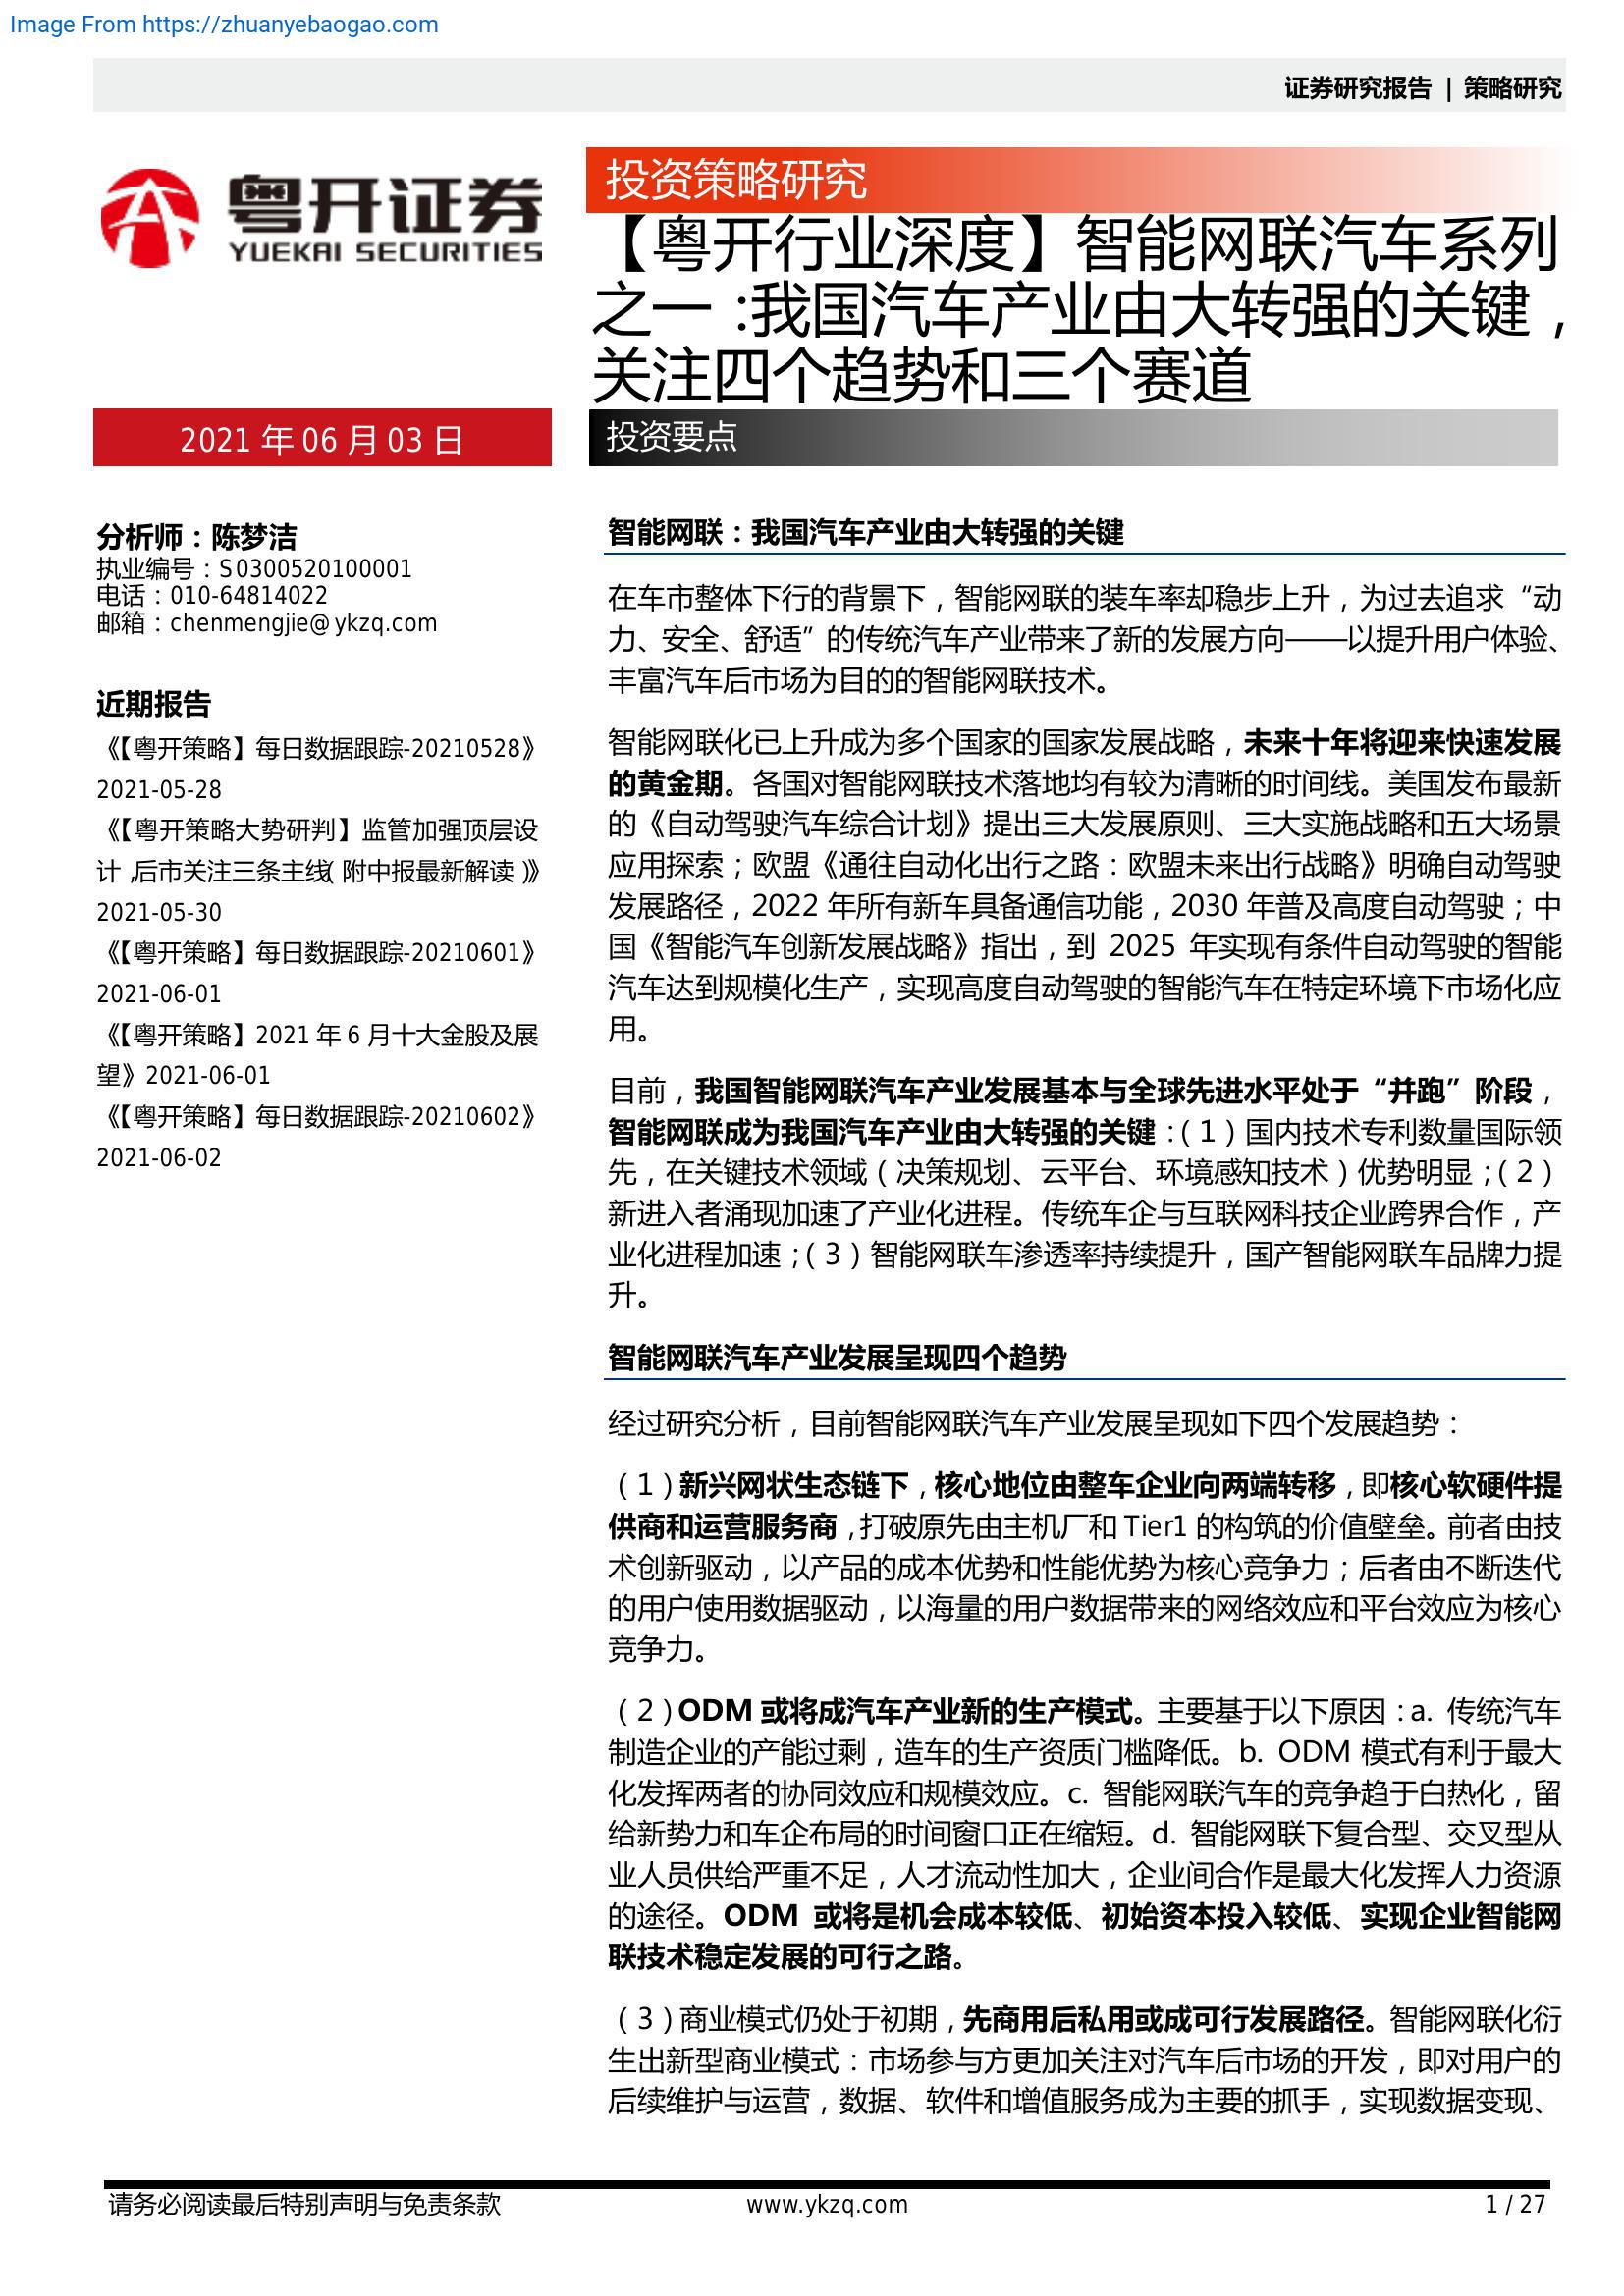 Image From https://zhuanyebaogao.com
证券研究报告 | 策略研究
粤开证券
YUEKAI SECURITIES
投资策略研究
【粤开行业深度】智能网联汽车系列
之一:我国汽车产业由大转强的关键，
关注四个趋势和三个赛道
2021 年 06 月 03 日
投资要点
分析师：陈梦洁
执业编号：S0300520100001
电话：010-64814022
邮箱：chenmengjie@ykzq.com
近期报告
《【粤开策略】每日数据跟踪-20210528》
2021-05-28
《【粤开策略大势研判】监管加强顶层设
计，后市关注三条主线（附中报最新解读）》
2021-05-30
《【粤开策略】每日数据跟踪-20210601》
2021-06-01
《【粤开策略】2021 年 6 月十大金股及展
望》2021-06-01
《【粤开策略】每日数据跟踪-20210602》
2021-06-02
智能网联：我国汽车产业由大转强的关键
在车市整体下行的背景下，智能网联的装车率却稳步上升，为过去追求“动
力、安全、舒适”的传统汽车产业带来了新的发展方向——以提升用户体验、
丰富汽车后市场为目的的智能网联技术。
智能网联化已上升成为多个国家的国家发展战略，未来十年将迎来快速发展
的黄金期。各国对智能网联技术落地均有较为清晰的时间线。美国发布最新
的《自动驾驶汽车综合计划》提出三大发展原则、三大实施战略和五大场景
应用探索；欧盟《通往自动化出行之路：欧盟未来出行战略》明确自动驾驶
发展路径，2022 年所有新车具备通信功能，2030 年普及高度自动驾驶；中
国《智能汽车创新发展战略》指出，到 2025 年实现有条件自动驾驶的智能
汽车达到规模化生产，实现高度自动驾驶的智能汽车在特定环境下市场化应
用。
目前，我国智能网联汽车产业发展基本与全球先进水平处于“并跑”阶段，
智能网联成为我国汽车产业由大转强的关键：（1）国内技术专利数量国际领
先，在关键技术领域（决策规划、云平台、环境感知技术）优势明显；（2）
新进入者涌现加速了产业化进程。传统车企与互联网科技企业跨界合作，产
业化进程加速；（3）智能网联车渗透率持续提升，国产智能网联车品牌力提
升。
智能网联汽车产业发展呈现四个趋势
经过研究分析，目前智能网联汽车产业发展呈现如下四个发展趋势：
（1）新兴网状生态链下，核心地位由整车企业向两端转移，即核心软硬件提
供商和运营服务商，打破原先由主机厂和 Tier1 的构筑的价值壁垒。前者由技
术创新驱动，以产品的成本优势和性能优势为核心竞争力；后者由不断迭代
的用户使用数据驱动，以海量的用户数据带来的网络效应和平台效应为核心
竞争力。
（2）ODM 或将成汽车产业新的生产模式。主要基于以下原因：a. 传统汽车
制造企业的产能过剩，造车的生产资质门槛降低。b. ODM 模式有利于最大
化发挥两者的协同效应和规模效应。c. 智能网联汽车的竞争趋于白热化，留
给新势力和车企布局的时间窗口正在缩短。d. 智能网联下复合型、交叉型从
业人员供给严重不足，人才流动性加大，企业间合作是最大化发挥人力资源
的途径。ODM 或将是机会成本较低、初始资本投入较低、实现企业智能网
联技术稳定发展的可行之路。
（3）商业模式仍处于初期，先商用后私用或成可行发展路径。智能网联化衍
生出新型商业模式：市场参与方更加关注对汽车后市场的开发，即对用户的
后续维护与运营，数据、软件和增值服务成为主要的抓手，实现数据变现、
请务必阅读最后特别声明与免责条款
www.ykzq.com
1 / 27